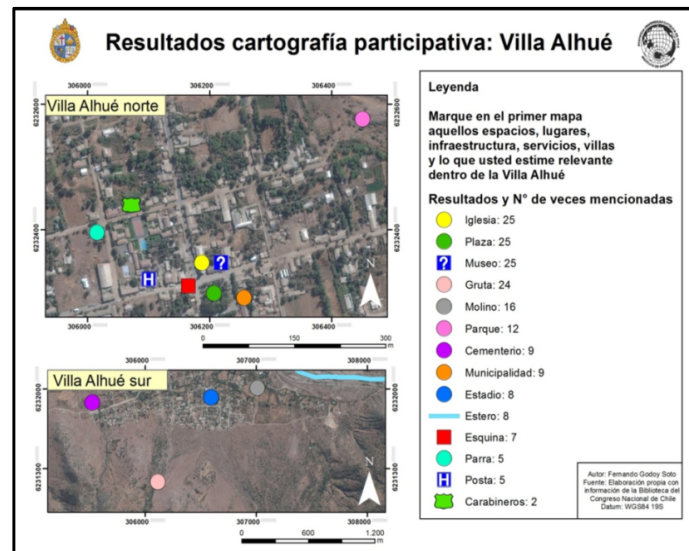 Resultados cartografía participativa: Villa Alhué
306000
306200
306400
Villa Alhué norte
6232600
6232600
6232400
6232400
?
H
N
306000
306200
306400
0
150
300
m
306000
307000
308000
Villa Alhué sur
6232000
6232000
6231300
6231300
N
306000
307000
308000
0
600
1.200
m
Leyenda
Marque en el primer mapa
aquellos espacios, lugares,
infraestructura, servicios, villas
y lo que usted estime relevante
dentro de la Villa Alhué
Resultados y N° de veces mencionadas
Iglesia: 25
Plaza: 25
? Museo: 25
Gruta: 24
Molino: 16
Parque: 12
Cementerio: 9
Municipalidad: 9
Estadio: 8
Estero: 8
Esquina: 7
Parra: 5
H Posta: 5
Carabineros: 2
Autor: Fernando Godoy Soto
Fuente: Elaboración propia con
información de la Biblioteca del
Congreso Nacional de Chile
Datum: WGS84 19S